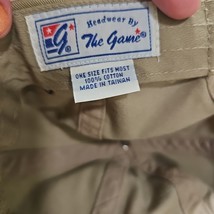 Headwear By
G The Game
ONE SIZE FITS MOST
100% COTTON
MADE IN TAIWAN